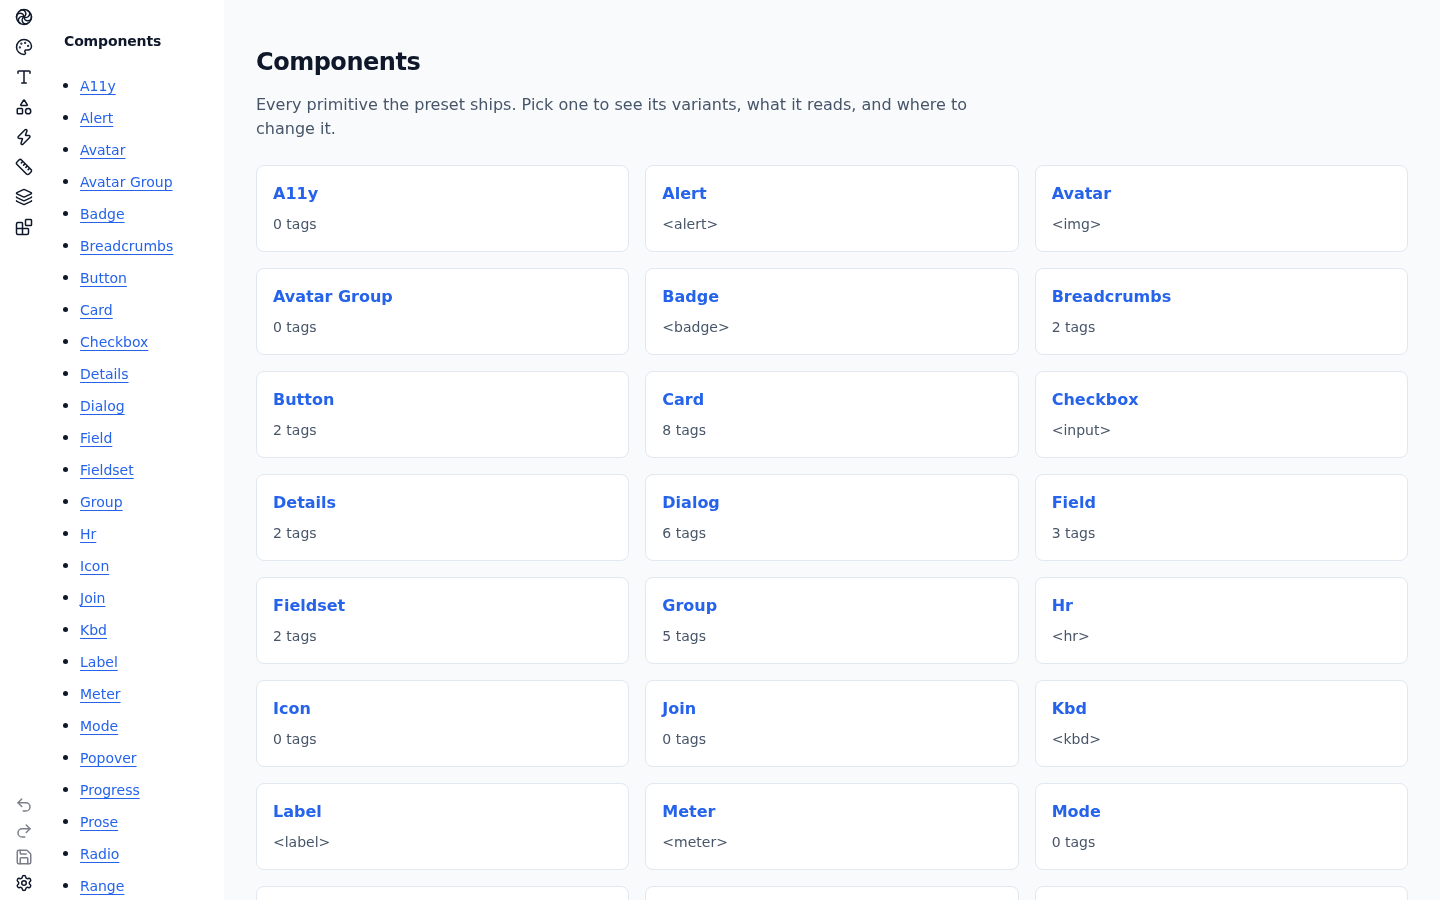 Components
A11y
Alert
Avatar
Avatar Group
Badge
Breadcrumbs
Button
Card
Checkbox
Details
Dialog
Field
Fieldset
Group
Hr
Icon
Join
Kbd
Label
Meter
Mode
Popover
Progress
Prose
Radio
Range
Components
Every primitive the preset ships. Pick one to see its variants, what it reads, and where to
change it.
A11y
0 tags
Alert
<alert>
Avatar
<img>
Avatar Group
0 tags
Badge
<badge>
Breadcrumbs
2 tags
Button
2 tags
Card
8 tags
Checkbox
<input>
Details
2 tags
Dialog
6 tags
Field
3 tags
Fieldset
2 tags
Group
5 tags
Hr
<hr>
Icon
0 tags
Join
0 tags
Kbd
<kbd>
Label
<label>
Meter
<meter>
Mode
0 tags